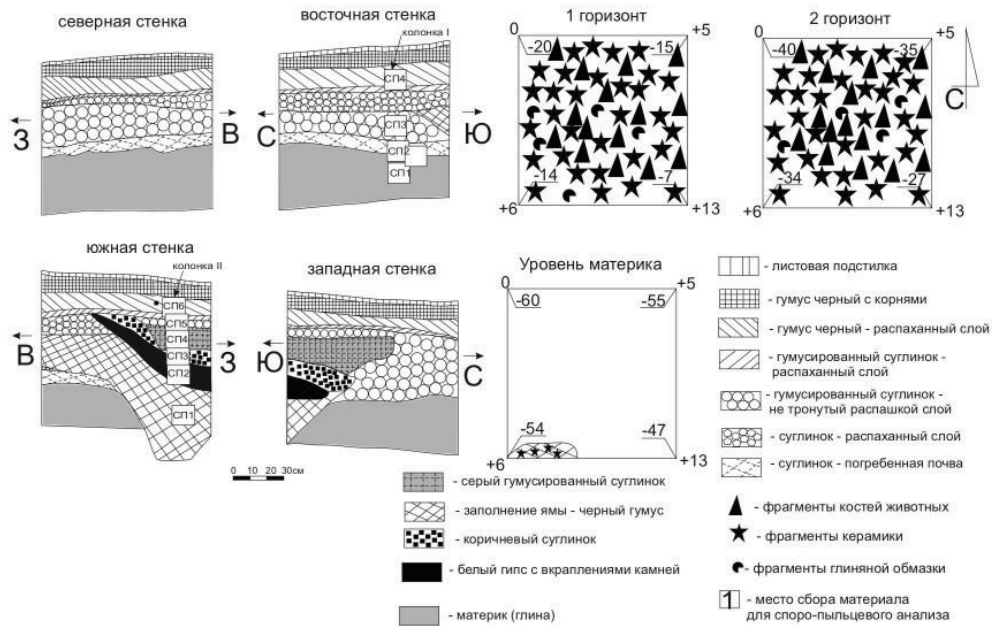 северная стенка
восточная стенка
колонка I
СП4
СП3
СП2
СП1
З
В
С
Ю
1 горизонт
0
+5
-20
-15
-14
-7
+6
+13
2 горизонт
0
+5
-40
-35
-34
-27
+6
+13
С
южная стенка
колонка II
СП6
СП5
СП4
СП3
СП2
СП1
В
З
0 10 20 30см
западная стенка
Ю
С
Уровень материка
0
+5
-60
-55
-54
-47
+6
+13
- листовая подстилка
- гумус черный с корнями
- гумус черный - распаханный слой
- гумусированный суглинок -
распаханный слой
- гумусированный суглинок -
не тронутый распашкой слой
- суглинок - распаханный слой
- суглинок - погребенная почва
- серый гумусированный суглинок
- заполнение ямы - черный гумус
- коричневый суглинок
- белый гипс с вкраплениями камней
- материк (глина)
- фрагменты костей животных
- фрагменты керамики
- фрагменты глиняной обмазки
1 - место сбора материала
для споро-пыльцевого анализа